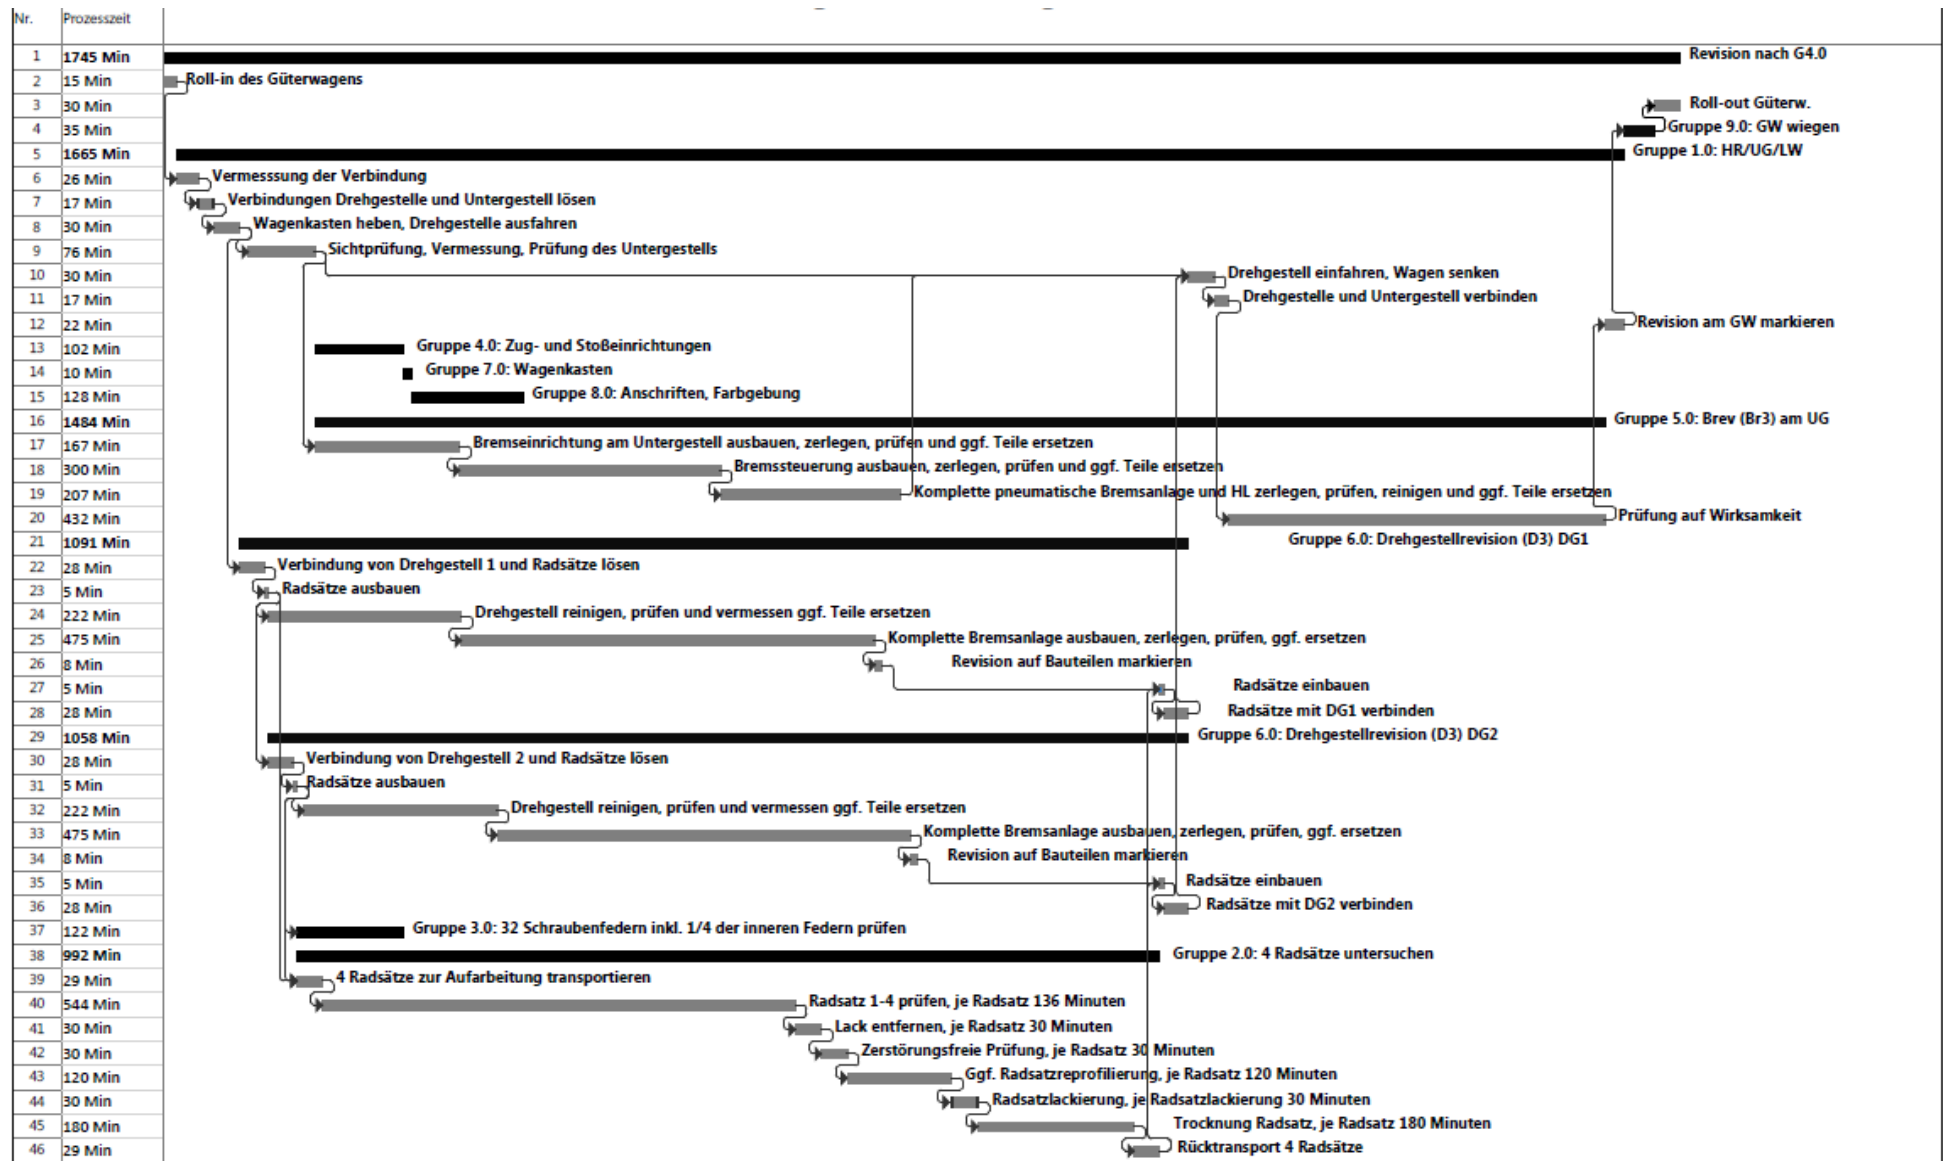 Nr. Prozesszeit
1 1745 Min Revision nach G4.0
2 15 Min Roll-in des Güterwagens
3 30 Min Roll-out Güterw.
4 35 Min Gruppe 9.0: GW wiegen
5 1665 Min Gruppe 1.0: HR/UG/LW
6 26 Min Vermesssung der Verbindung
7 17 Min Verbindungen Drehgestelle und Untergestell lösen
8 30 Min Wagenkasten heben, Drehgestelle ausfahren
9 76 Min Sichtprüfung, Vermessung, Prüfung des Untergestells
10 30 Min Drehgestell einfahren, Wagen senken
11 17 Min Drehgestelle und Untergestell verbinden
12 22 Min Revision am GW markieren
13 102 Min Gruppe 4.0: Zug- und Stoßeinrichtungen
14 10 Min Gruppe 7.0: Wagenkasten
15 128 Min Gruppe 8.0: Anschriften, Farbgebung
16 1484 Min Gruppe 5.0: Brev (Br3) am UG
17 167 Min Bremseinrichtung am Untergestell ausbauen, zerlegen, prüfen und ggf. Teile ersetzen
18 300 Min Bremssteuerung ausbauen, zerlegen, prüfen und ggf. Teile ersetzen
19 207 Min Komplette pneumatische Bremsanlage und HL zerlegen, prüfen, reinigen und ggf. Teile ersetzen
20 432 Min Prüfung auf Wirksamkeit
21 1091 Min Gruppe 6.0: Drehgestellrevision (D3) DG1
22 28 Min Verbindung von Drehgestell 1 und Radsätze lösen
23 5 Min Radsätze ausbauen
24 222 Min Drehgestell reinigen, prüfen und vermessen ggf. Teile ersetzen
25 475 Min Komplette Bremsanlage ausbauen, zerlegen, prüfen, ggf. ersetzen
26 8 Min Revision auf Bauteilen markieren
27 5 Min Radsätze einbauen
28 28 Min Radsätze mit DG1 verbinden
29 1058 Min Gruppe 6.0: Drehgestellrevision (D3) DG2
30 28 Min Verbindung von Drehgestell 2 und Radsätze lösen
31 5 Min Radsätze ausbauen
32 222 Min Drehgestell reinigen, prüfen und vermessen ggf. Teile ersetzen
33 475 Min Komplette Bremsanlage ausbauen, zerlegen, prüfen, ggf. ersetzen
34 8 Min Revision auf Bauteilen markieren
35 5 Min Radsätze einbauen
36 28 Min Radsätze mit DG2 verbinden
37 122 Min Gruppe 3.0: 32 Schraubenfedern inkl. 1/4 der inneren Federn prüfen
38 992 Min Gruppe 2.0: 4 Radsätze untersuchen
39 29 Min 4 Radsätze zur Aufarbeitung transportieren
40 544 Min Radsatz 1-4 prüfen, je Radsatz 136 Minuten
41 30 Min Lack entfernen, je Radsatz 30 Minuten
42 30 Min Zerstörungsfreie Prüfung, je Radsatz 30 Minuten
43 120 Min Ggf. Radsatzreprofilierung, je Radsatz 120 Minuten
44 30 Min Radsatzlackierung, je Radsatzlackierung 30 Minuten
45 180 Min Trocknung Radsatz, je Radsatz 180 Minuten
46 29 Min Rücktransport 4 Radsätze